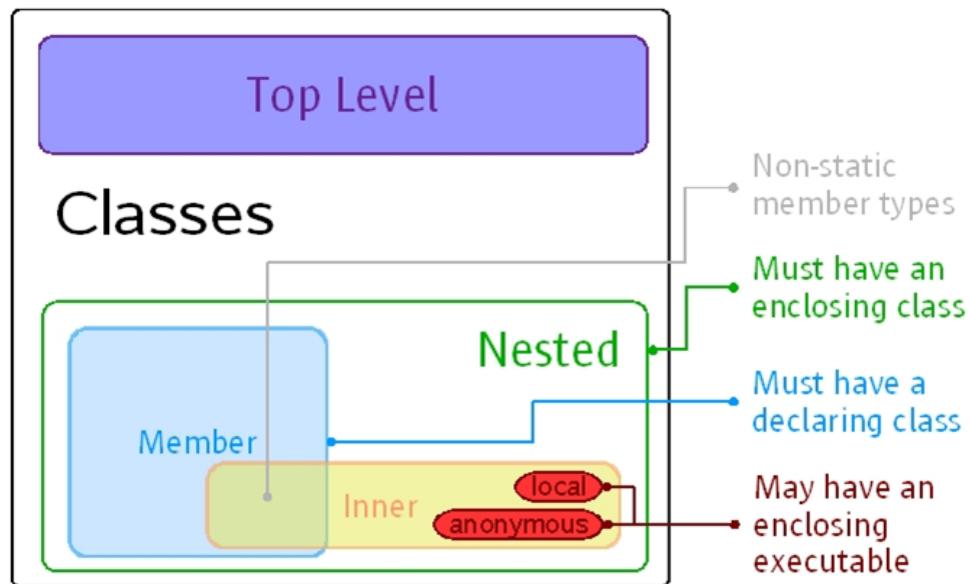 Top Level
Classes
Nested
Member
Inner
local
anonymous
Non-static
member types
Must have an
enclosing class
Must have a
declaring class
May have an
enclosing
executable